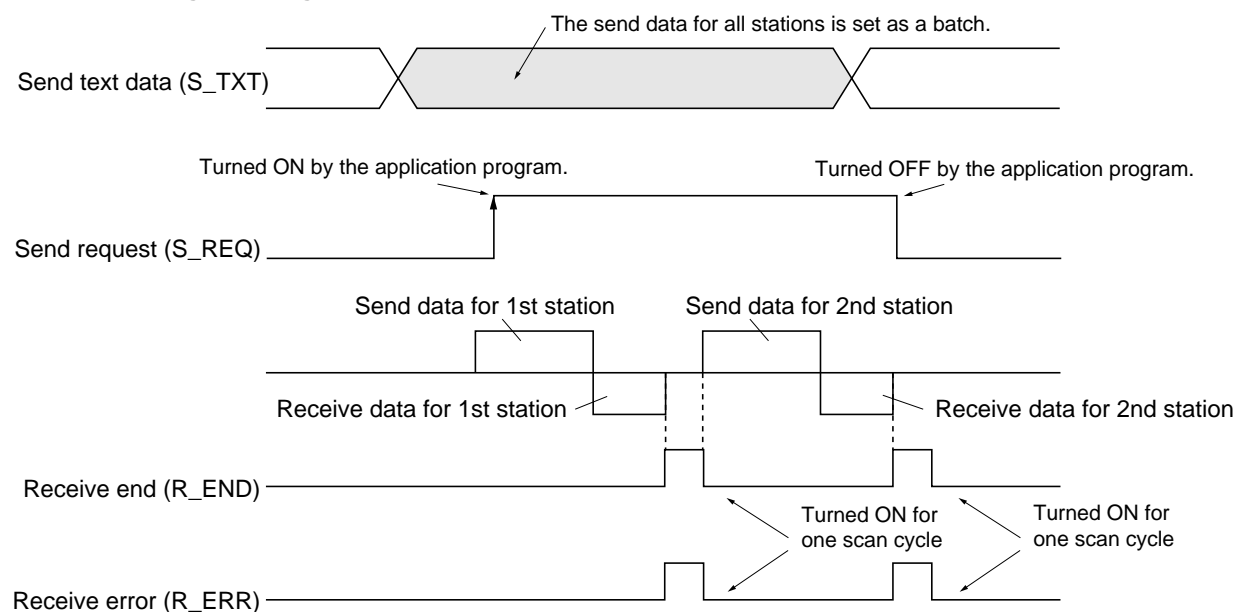 The send data for all stations is set as a batch.
Send text data (S_TXT)
Turned ON by the application program.
Turned OFF by the application program.
Send request (S_REQ)
Send data for 1st station
Send data for 2nd station
Receive data for 1st station
Receive data for 2nd station
Receive end (R_END)
Turned ON for
one scan cycle
Turned ON for
one scan cycle
Receive error (R_ERR)